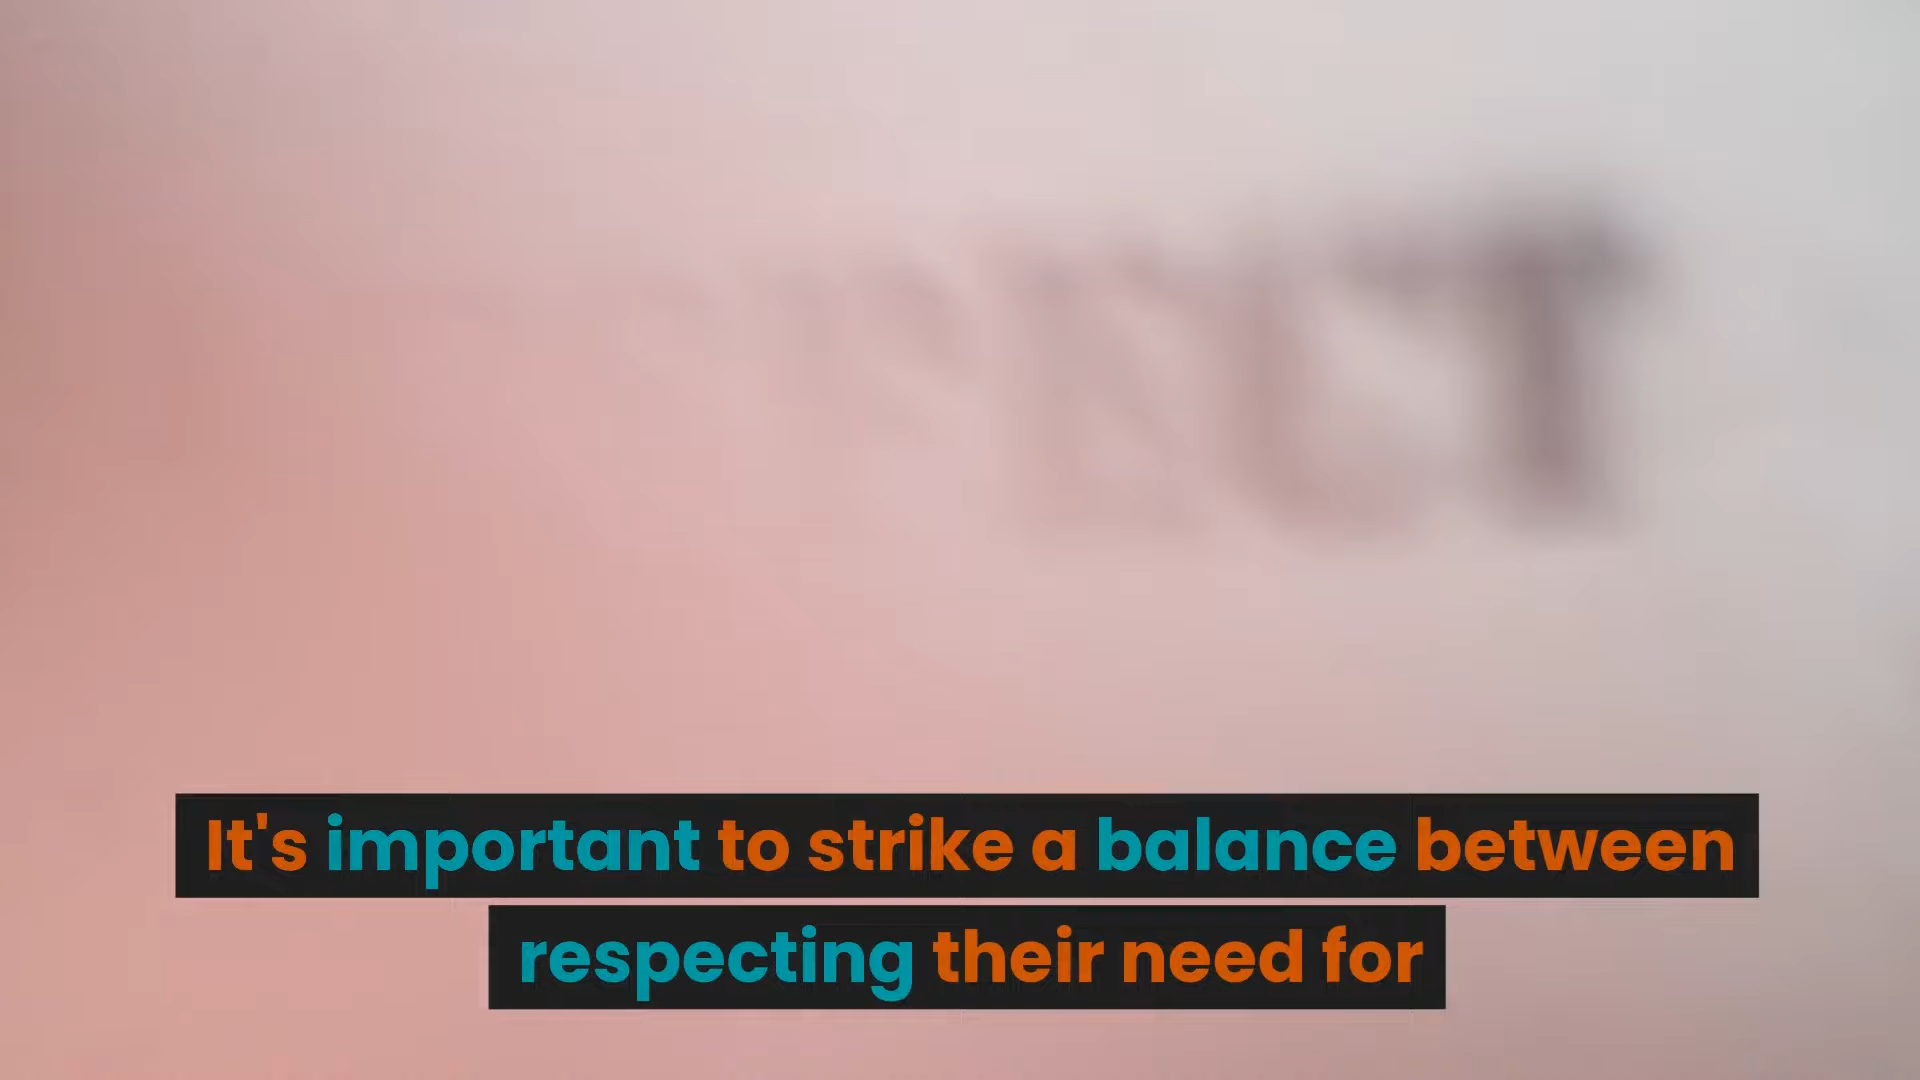 It's important to strike a balance between
respecting their need for